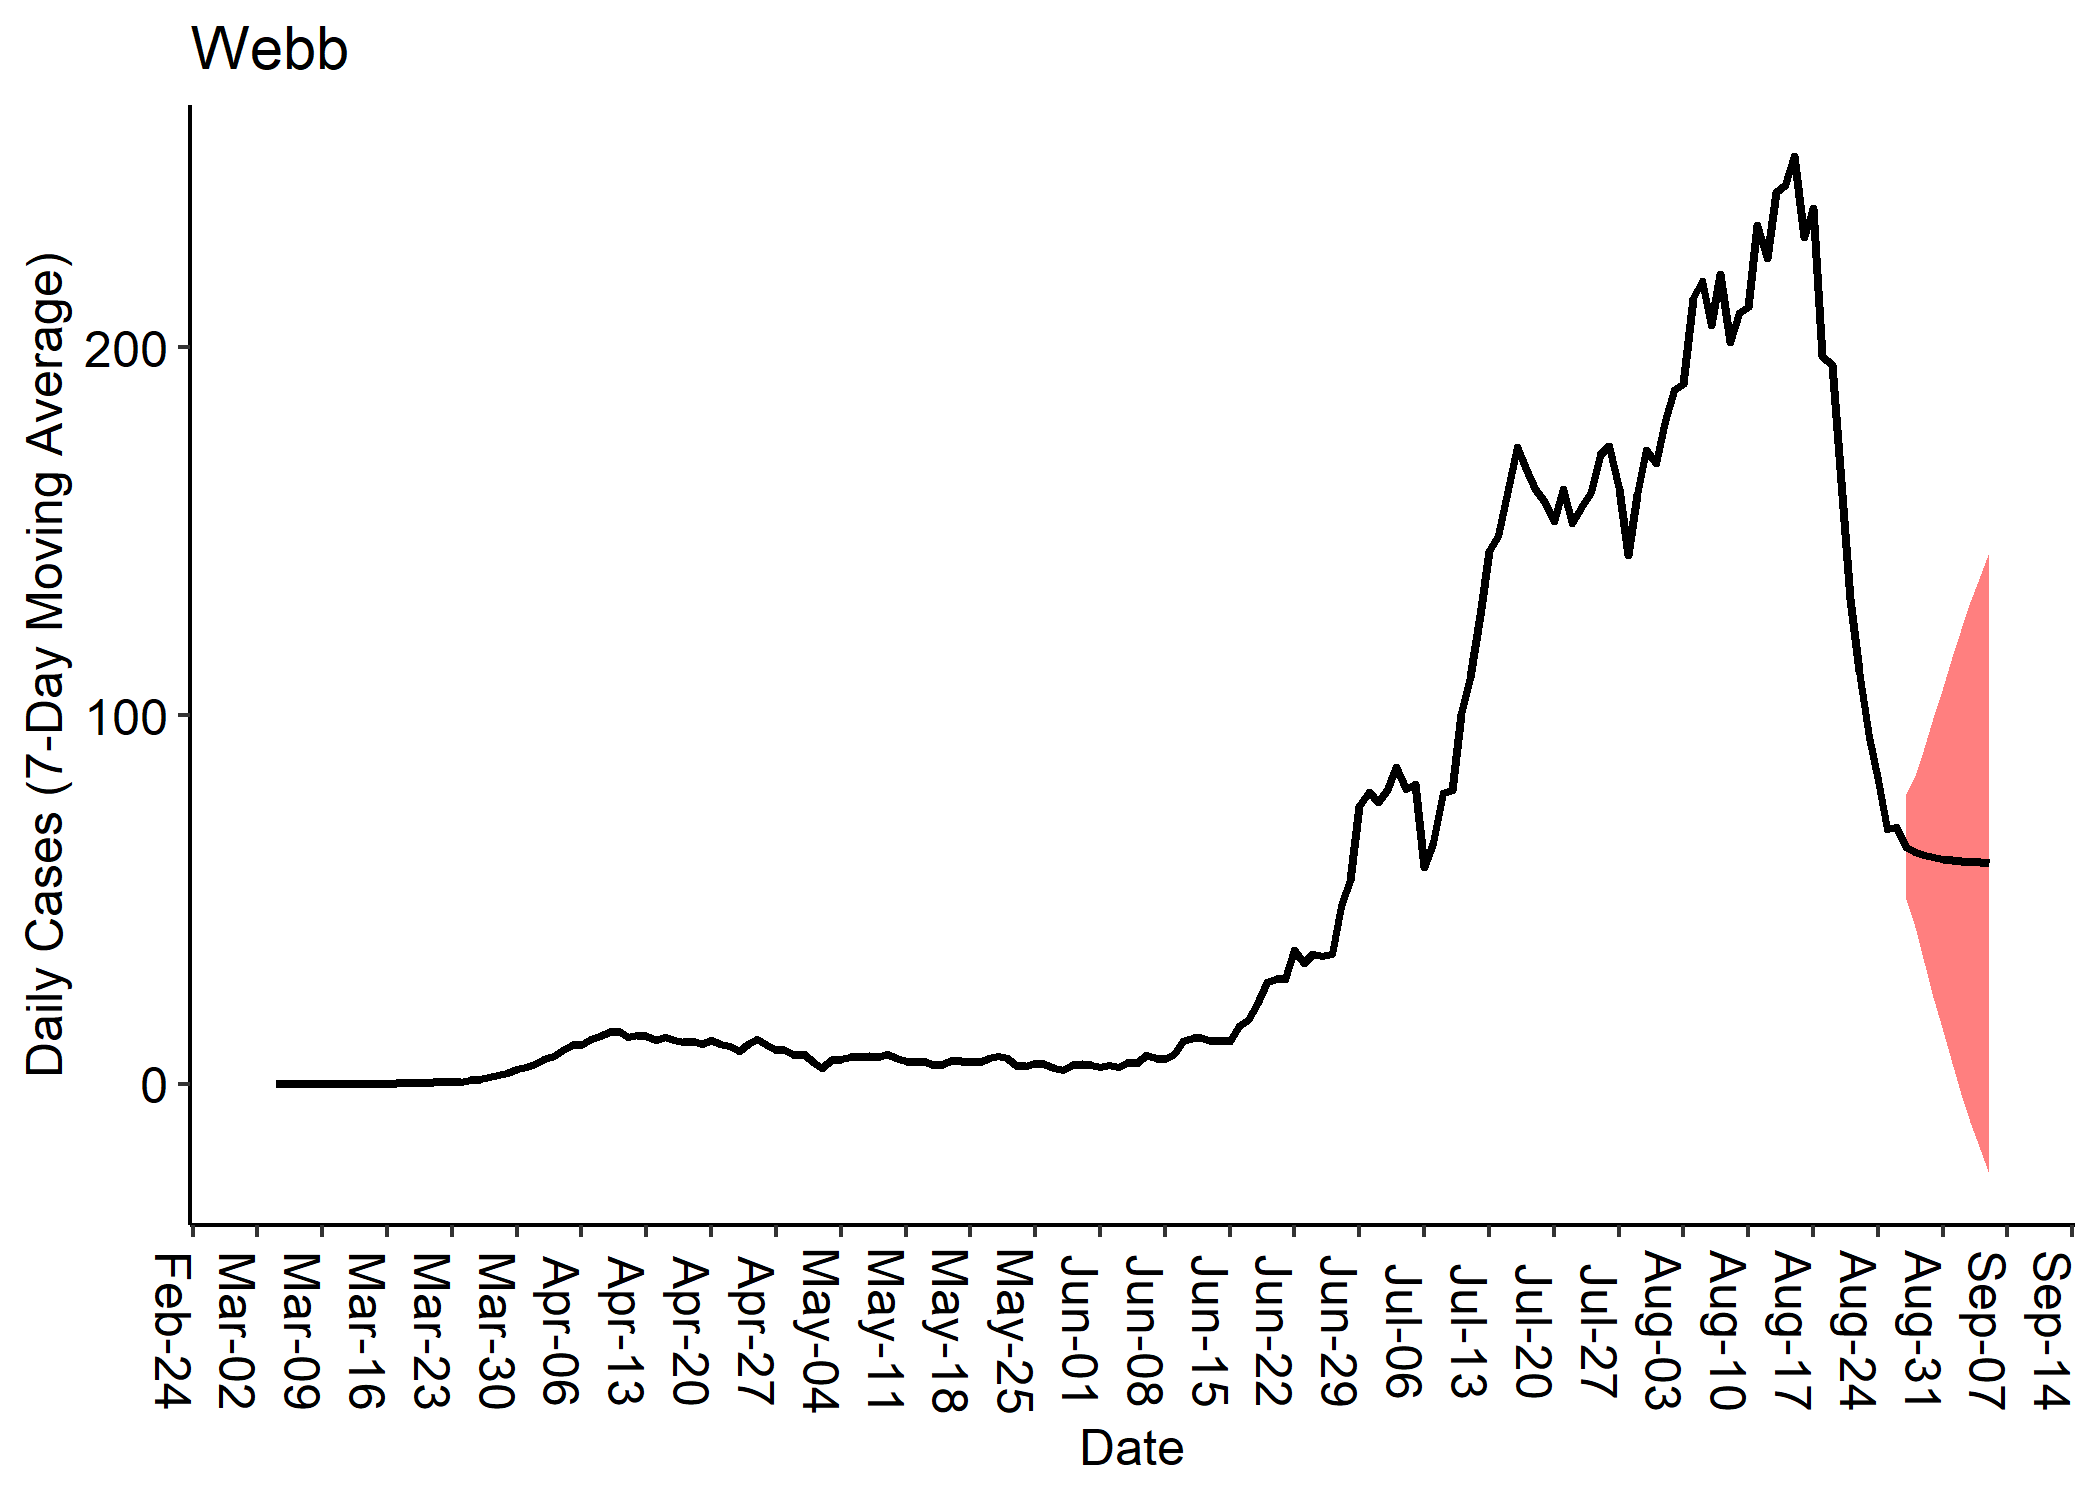 Webb
Daily Cases (7-Day Moving Average)
200
100
0
Feb-24
Mar-02
Mar-09
Mar-16
Mar-23
Mar-30
Apr-06
Apr-13
Apr-20
Apr-27
May-04
May-11
May-18
May-25
Jun-01
Jun-08
Jun-15
Jun-22
Jun-29
Jul-06
Jul-13
Jul-20
Jul-27
Aug-03
Aug-10
Aug-17
Aug-24
Aug-31
Sep-07
Sep-14
Date